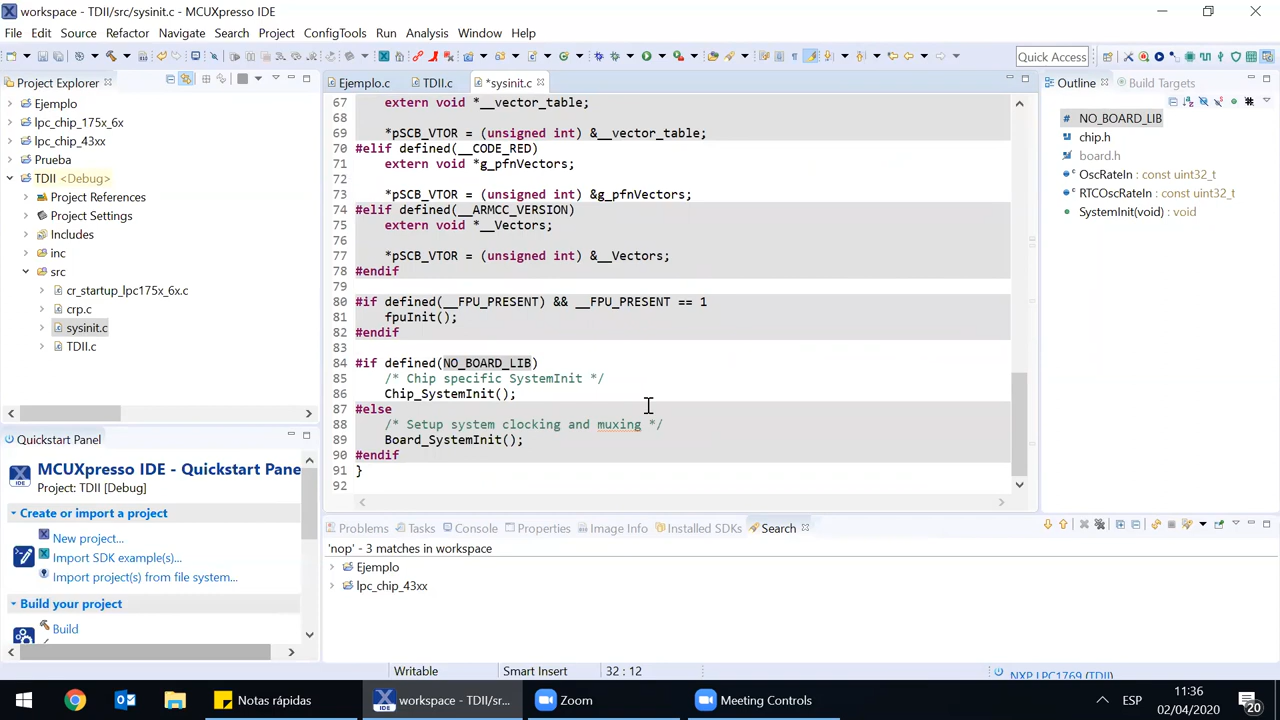 workspace - TDII/src/sysinit.c - MCUXpresso IDE
File Edit Source Refactor Navigate Search Project ConfigTools Run Analysis Window Help
Quick Access
Project Explorer
Ejemplo
lpc_chip_175x_6x
lpc_chip_43xx
Prueba
TDII <Debug>
Project References
Project Settings
Includes
inc
src
cr_startup_lpc175x_6x.c
crp.c
sysinit.c
TDII.c
Ejemplo.c TDII.c *sysinit.c
67 extern void *__vector_table;
68
69 *pSCB_VTOR = (unsigned int) &__vector_table;
70 #elif defined(__CODE_RED)
71 extern void *g_pfnVectors;
72
73 *pSCB_VTOR = (unsigned int) &g_pfnVectors;
74 #elif defined(__ARMCC_VERSION)
75 extern void *__Vectors;
76
77 *pSCB_VTOR = (unsigned int) &__Vectors;
78 #endif
79
80 #if defined(__FPU_PRESENT) && __FPU_PRESENT == 1
81 fpuInit();
82 #endif
83
84 #if defined(NO_BOARD_LIB)
85 /* Chip specific SystemInit */
86 Chip_SystemInit();
87 #else
88 /* Setup system clocking and muxing */
89 Board_SystemInit();
90 #endif
91 }
92
Outline Build Targets
# NO_BOARD_LIB
chip.h
board.h
OscRateIn : const uint32_t
RTCOscRateIn : const uint32_t
SystemInit(void) : void
Quickstart Panel
MCUXpresso IDE - Quickstart Pane
IDE
Project: TDII [Debug]
Create or import a project
New project...
Import SDK example(s)...
Import project(s) from file system...
Build your project
Build
Problems Tasks Console Properties Image Info Installed SDKs Search
'nop' - 3 matches in workspace
Ejemplo
lpc_chip_43xx
Writable Smart Insert 32 : 12
NXP LPC1769 (TDII)
Notas rápidas
IDE
workspace - TDII/sr...
Zoom
Meeting Controls
ESP
11:36
02/04/2020
20